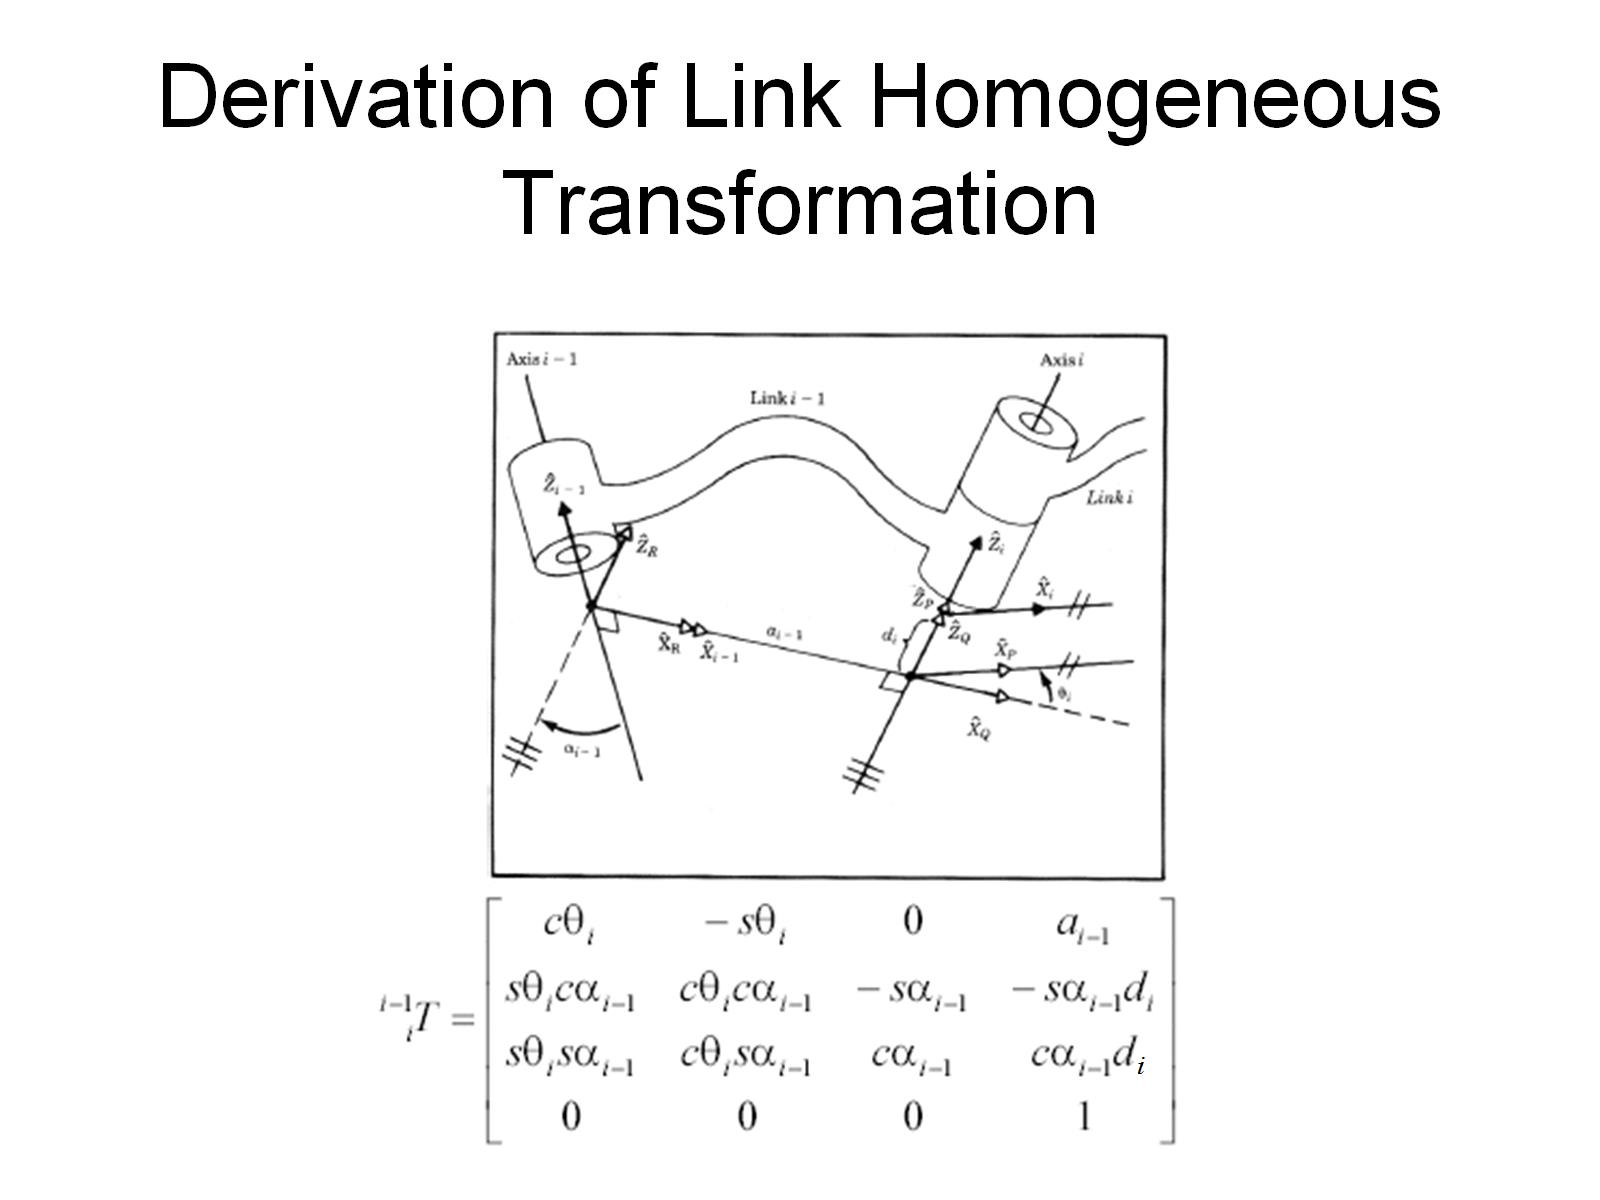 Derivation of Link Homogeneous
Transformation
Axis i − 1
Axis i
Link i − 1
Ẑi−1
Link i
ẐR
Ẑi
X̂i
ẐP
ẐQ
di
X̂R X̂i−1
ai−1
X̂P
θi
X̂Q
αi−1
i−1iT =
cθi −sθi 0 ai−1
sθicαi−1 cθicαi−1 −sαi−1 −sαi−1di
sθisαi−1 cθisαi−1 cαi−1 cαi−1di
0 0 0 1